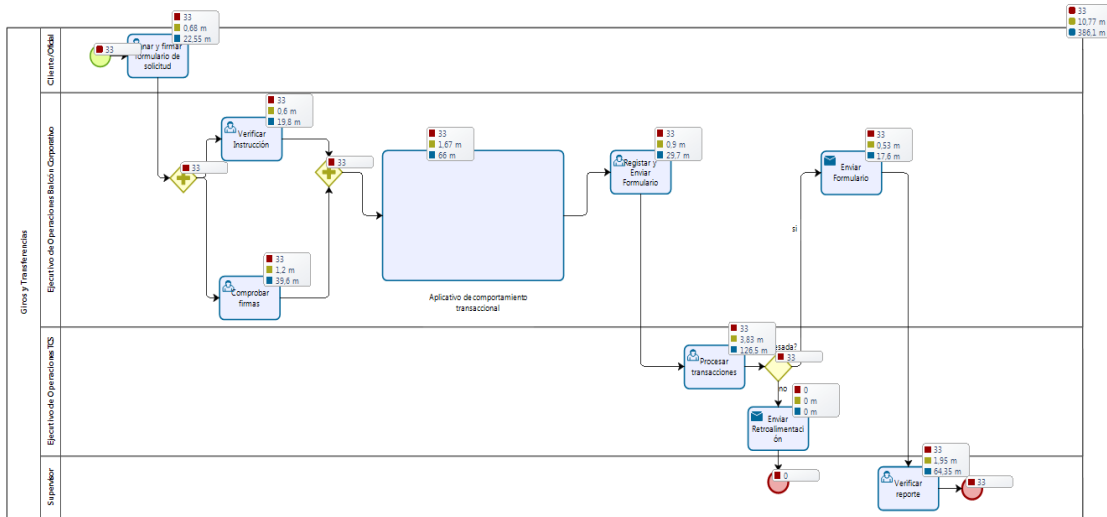 Giros y Transferencias
Cliente/Oficial
33
33
0,68 m
22,55 m
nar y firmar
formulario de
solicitud
33
10,77 m
386,1 m
Ejecutivo de Operaciones Balcón Corporativo
33
33
0,6 m
19,8 m
Verificar
Instrucción
33
1,2 m
39,6 m
Comprobar
firmas
33
33
1,67 m
66 m
Aplicativo de comportamiento
transaccional
33
0,9 m
29,7 m
Registar y
Enviar
Formulario
33
0,53 m
17,6 m
Enviar
Formulario
si
Ejecutivo de Operaciones TCS
33
3,83 m
126,5 m
Procesar
transacciones
esada?
33
no
0
0 m
0 m
Enviar
Retroalimentaci
ón
Supervisor
0
33
1,95 m
64,35 m
Verificar
reporte
33